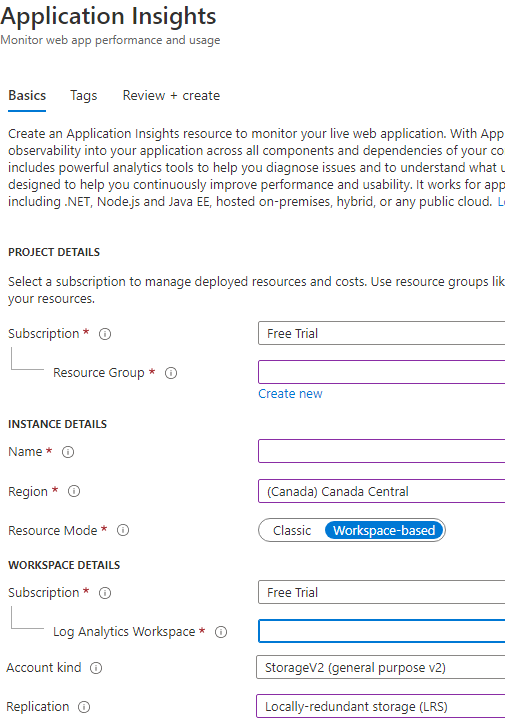 Application Insights
Monitor web app performance and usage
Basics Tags Review + create
Create an Application Insights resource to monitor your live web application. With App
observability into your application across all components and dependencies of your co
includes powerful analytics tools to help you diagnose issues and to understand what u
designed to help you continuously improve performance and usability. It works for app
including .NET, Node.js and Java EE, hosted on-premises, hybrid, or any public cloud. Le
PROJECT DETAILS
Select a subscription to manage deployed resources and costs. Use resource groups lik
your resources.
Subscription * Free Trial
Resource Group *
Create new
INSTANCE DETAILS
Name *
Region * (Canada) Canada Central
Resource Mode * Classic Workspace-based
WORKSPACE DETAILS
Subscription * Free Trial
Log Analytics Workspace *
Account kind StorageV2 (general purpose v2)
Replication Locally-redundant storage (LRS)